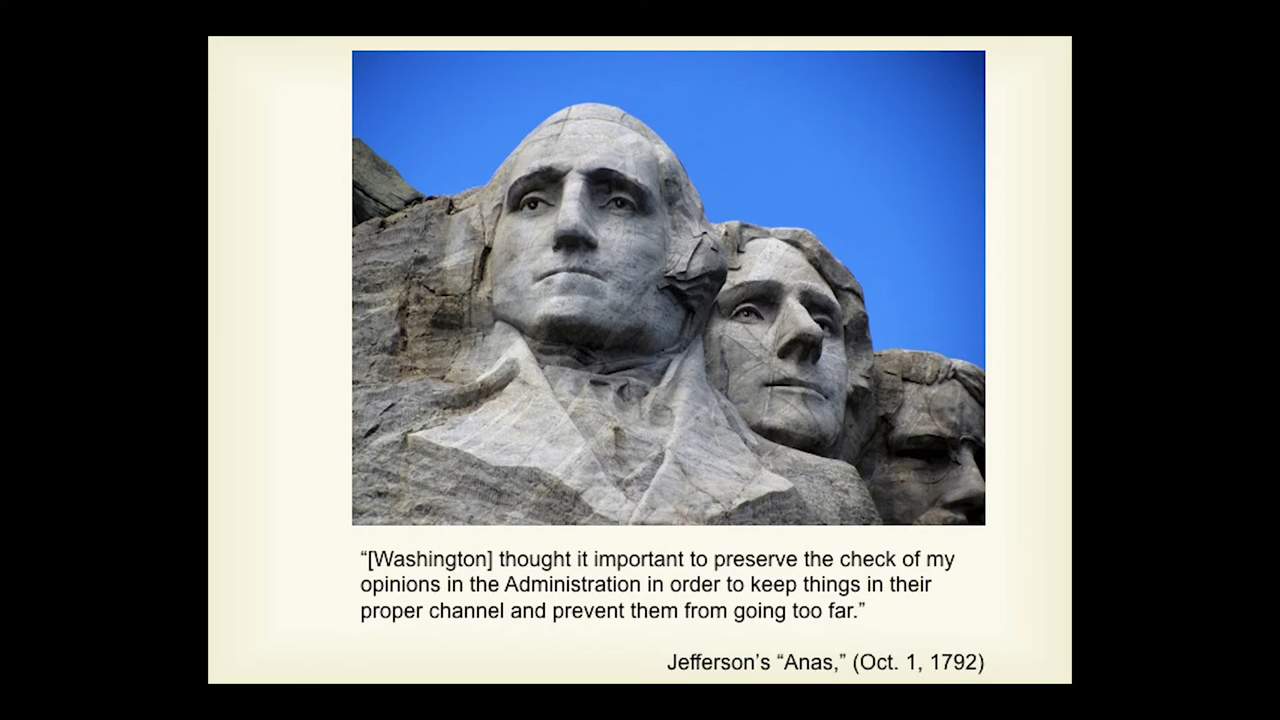 “[Washington] thought it important to preserve the check of my
opinions in the Administration in order to keep things in their
proper channel and prevent them from going too far.”
Jefferson’s “Anas,” (Oct. 1, 1792)